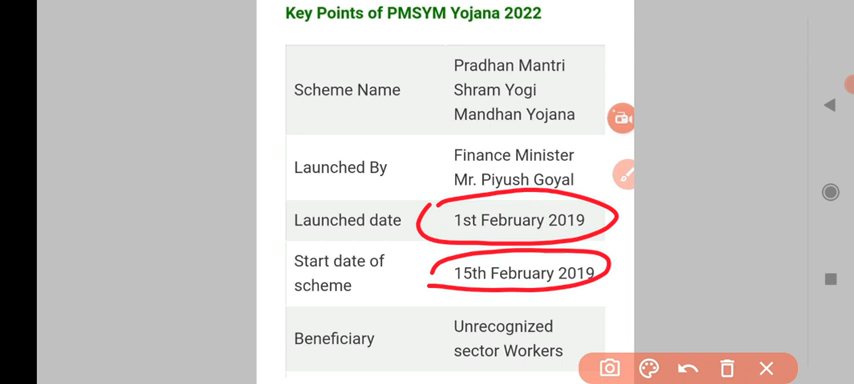 Key Points of PMSYM Yojana 2022
Scheme Name
Pradhan Mantri
Shram Yogi
Mandhan Yojana
Launched By
Finance Minister
Mr. Piyush Goyal
Launched date
1st February 2019
Start date of
scheme
15th February 2019
Beneficiary
Unrecognized
sector Workers